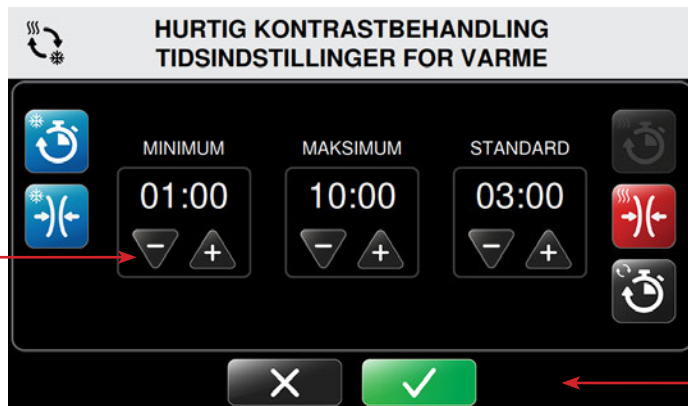 HURTIG KONTRASTBEHANDLING
TIDSINDSTILLINGER FOR VARME
MINIMUM
MAKSIMUM
STANDARD
01:00
10:00
03:00